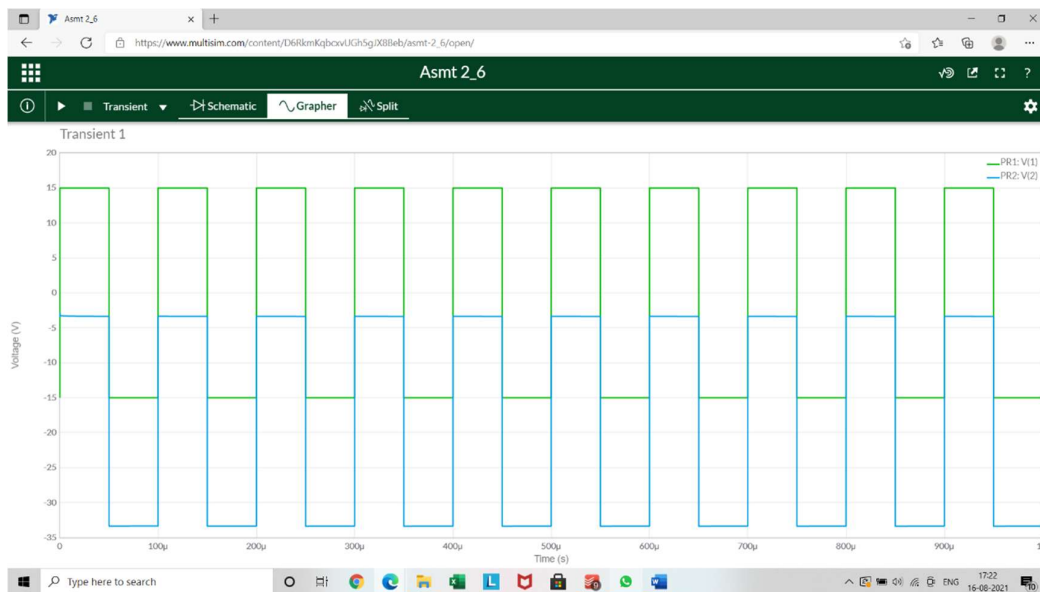 Asmt 2_6
https://www.multisim.com/content/D6RkmKqbcxvUGh5gJX8Beb/asmt-2_6/open/
Asmt 2_6
Transient
Schematic
Grapher
Split
Transient 1
PR1: V(1)
PR2: V(2)
20
15
10
5
0
-5
-10
-15
-20
-25
-30
-35
Voltage (V)
0 100µ 200µ 300µ 400µ 500µ 600µ 700µ 800µ 900µ 1
Time (s)
Type here to search
ENG
17:22
16-08-2021